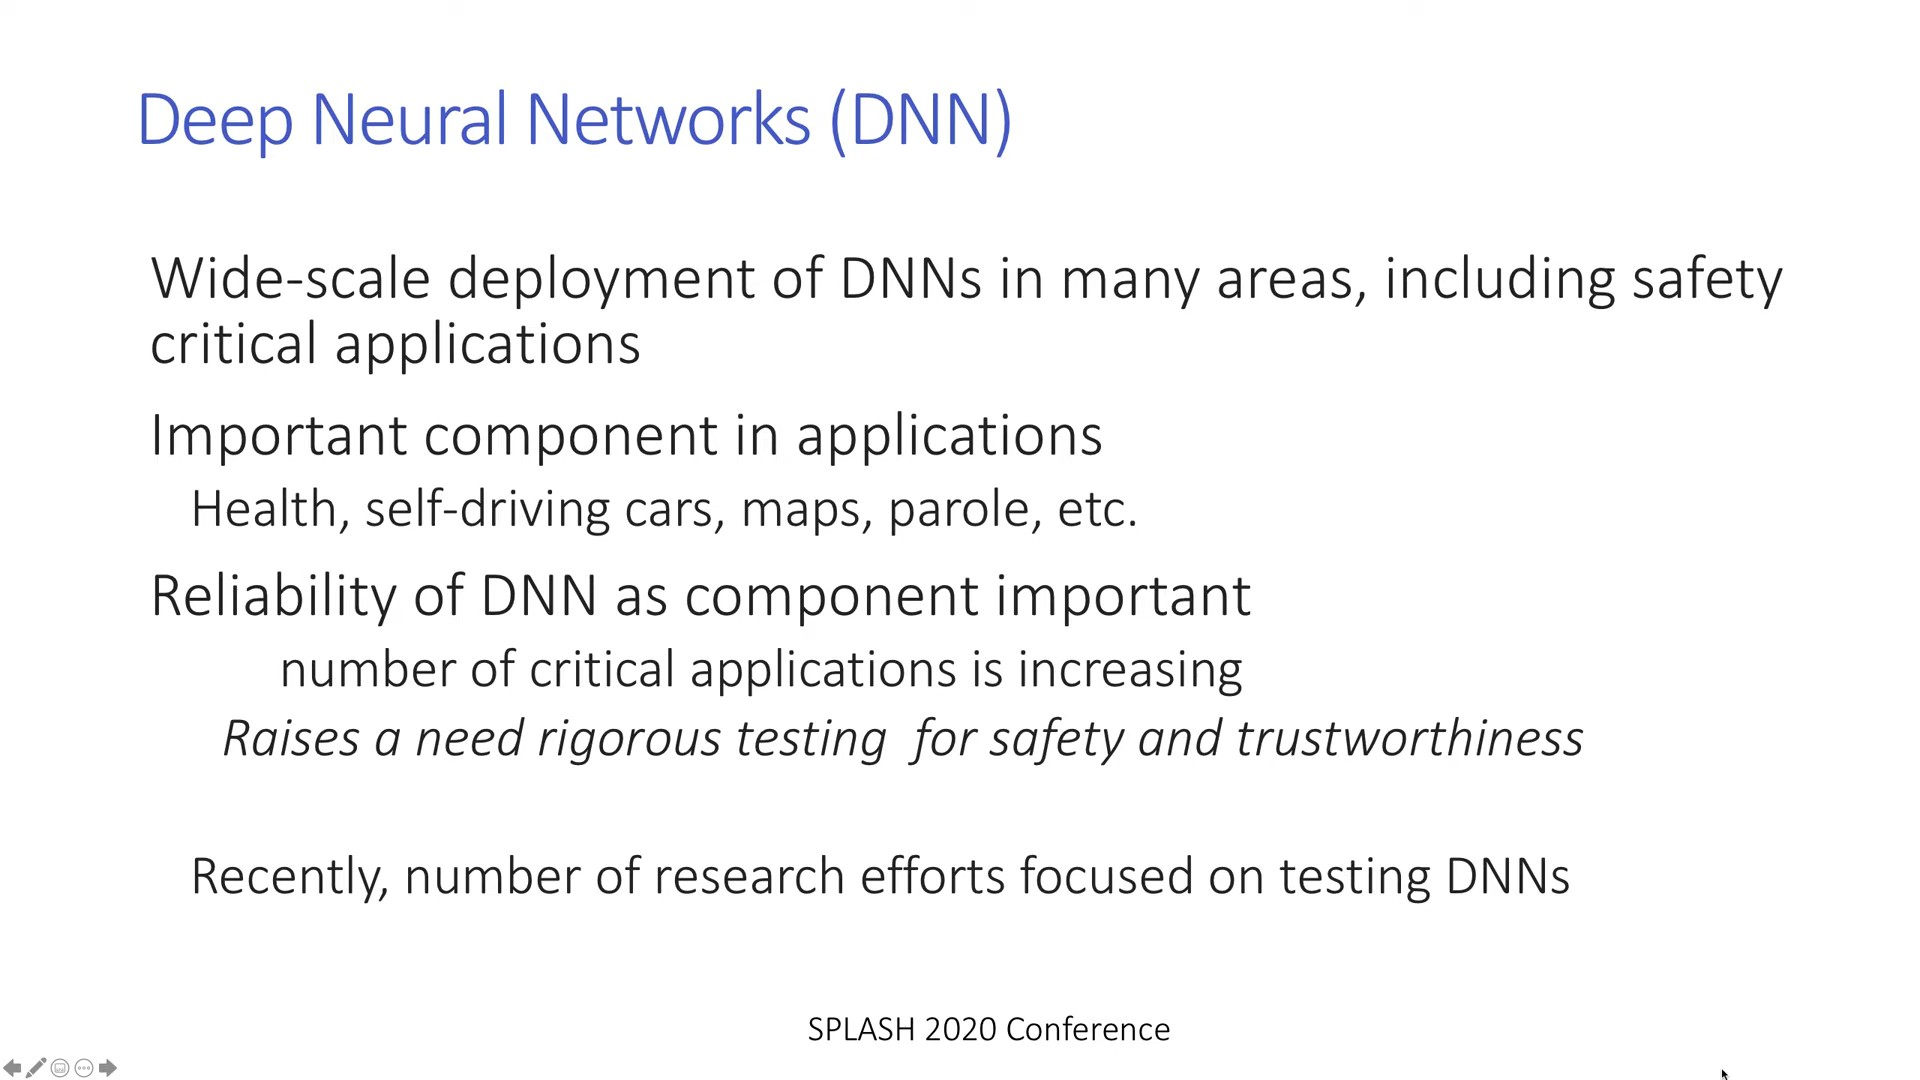 Deep Neural Networks (DNN)
Wide-scale deployment of DNNs in many areas, including safety
critical applications
Important component in applications
Health, self-driving cars, maps, parole, etc.
Reliability of DNN as component important
number of critical applications is increasing
Raises a need rigorous testing  for safety and trustworthiness
Recently, number of research efforts focused on testing DNNs
SPLASH 2020 Conference